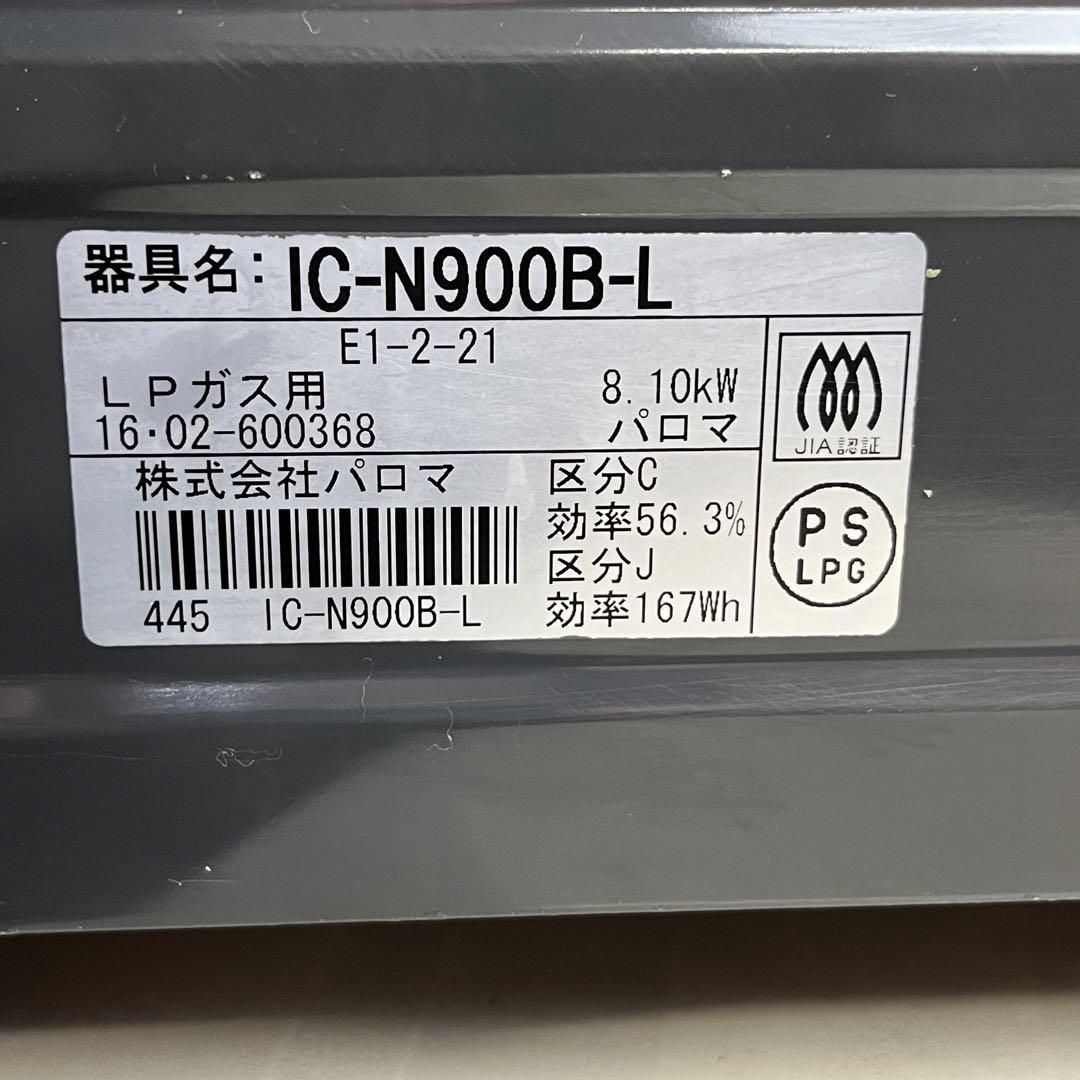 器具名: IC-N900B-L
E1-2-21
LPガス用 8.10kW
16・02-600368 パロマ
JIA認証
株式会社パロマ 区分C
効率56.3%
区分J
効率167Wh
445 IC-N900B-L
PS
LPG